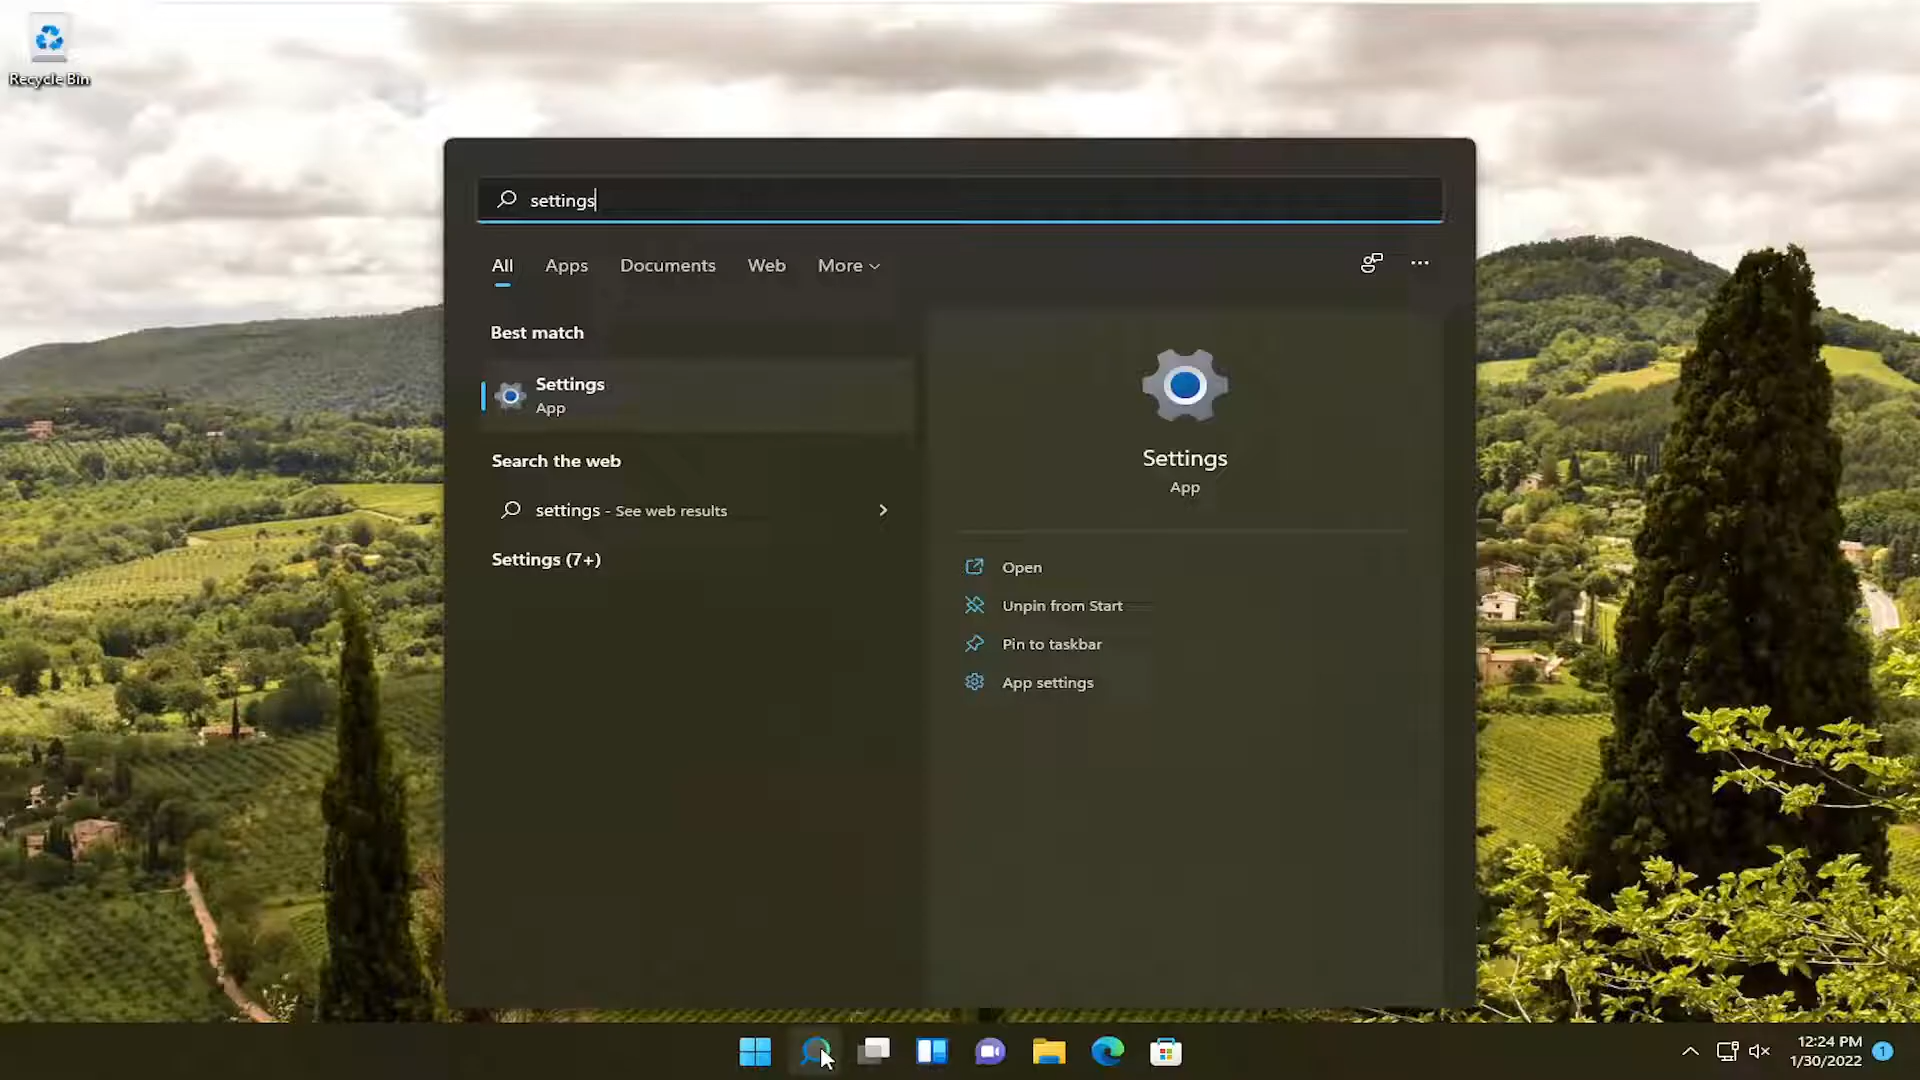 Recycle Bin
settings
All Apps Documents Web More
Best match
Settings
App
Search the web
settings - See web results
Settings (7+)
Settings
App
Open
Unpin from Start
Pin to taskbar
App settings
12:24 PM
1/30/2022
1